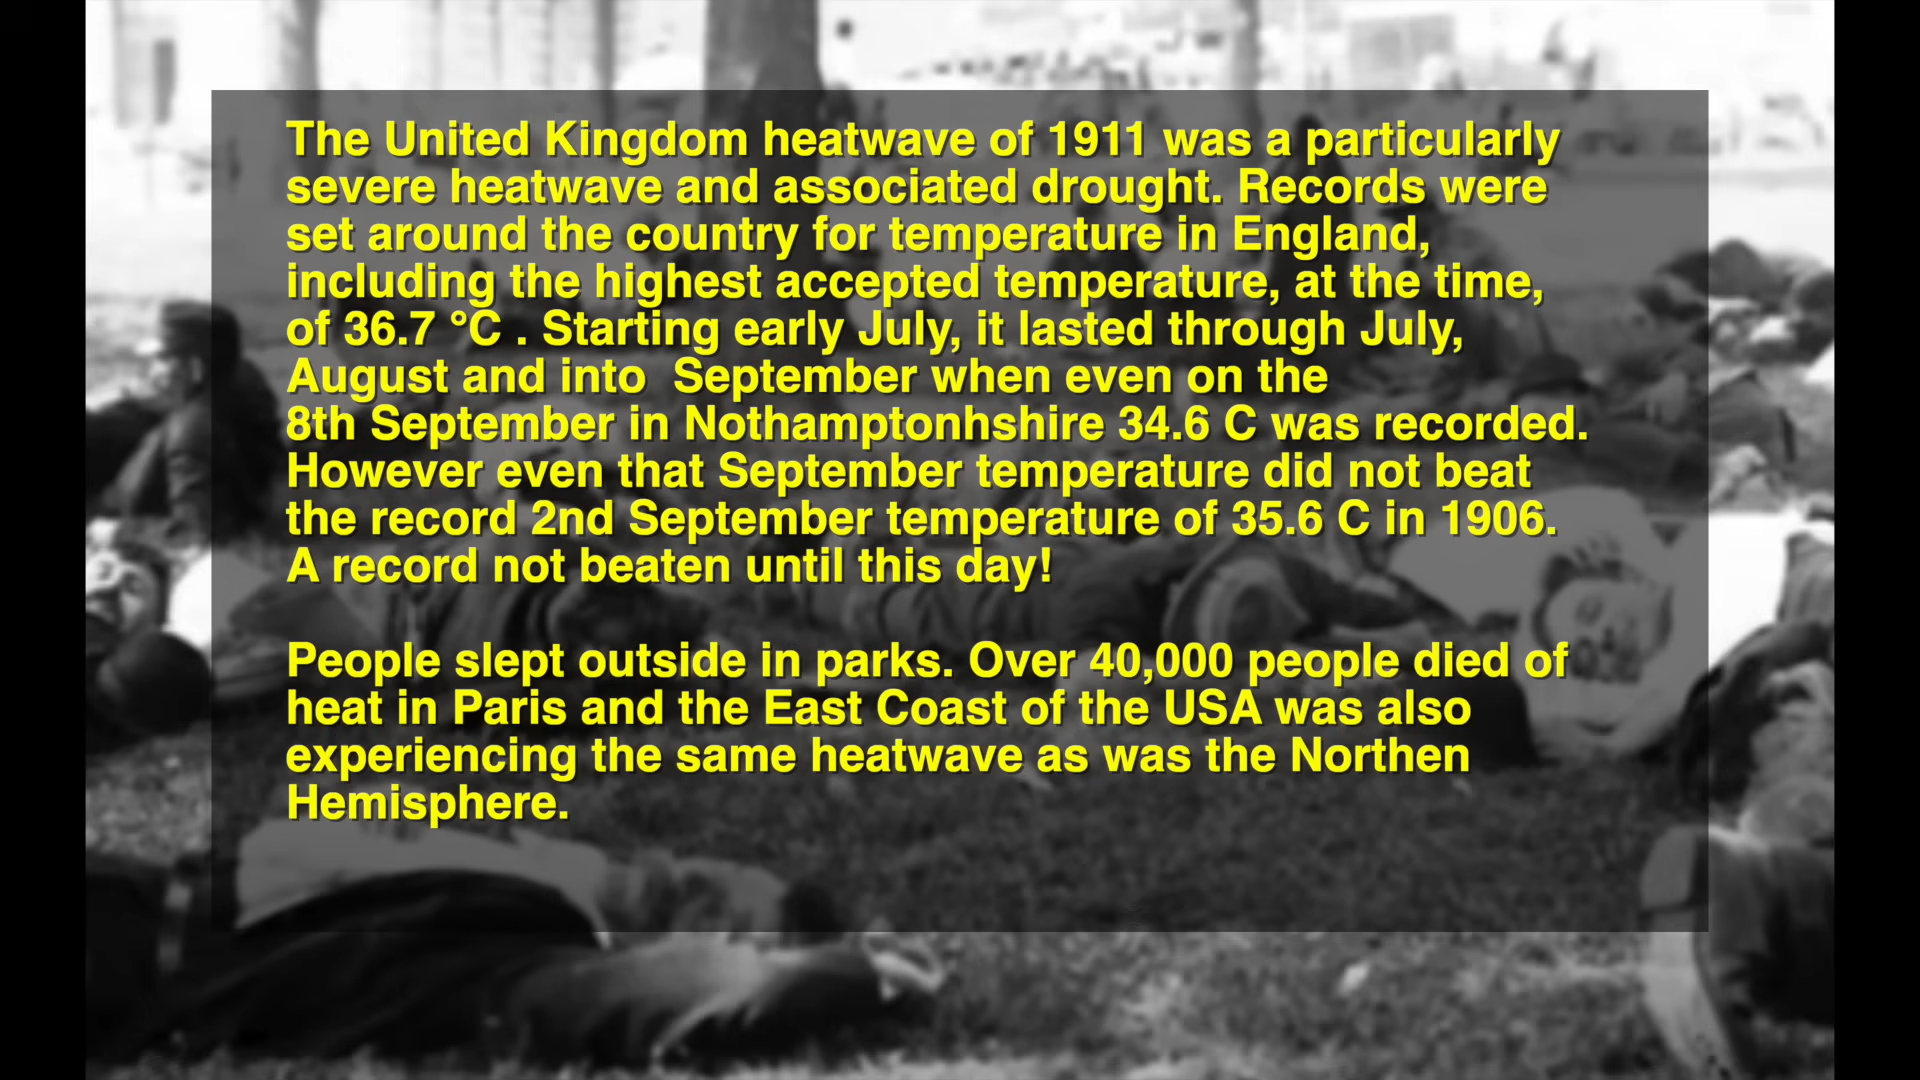 The United Kingdom heatwave of 1911 was a particularly
severe heatwave and associated drought. Records were
set around the country for temperature in England,
including the highest accepted temperature, at the time,
of 36.7 °C . Starting early July, it lasted through July,
August and into  September when even on the
8th September in Nothamptonhshire 34.6 C was recorded.
However even that September temperature did not beat
the record 2nd September temperature of 35.6 C in 1906.
A record not beaten until this day!
People slept outside in parks. Over 40,000 people died of
heat in Paris and the East Coast of the USA was also
experiencing the same heatwave as was the Northen
Hemisphere.